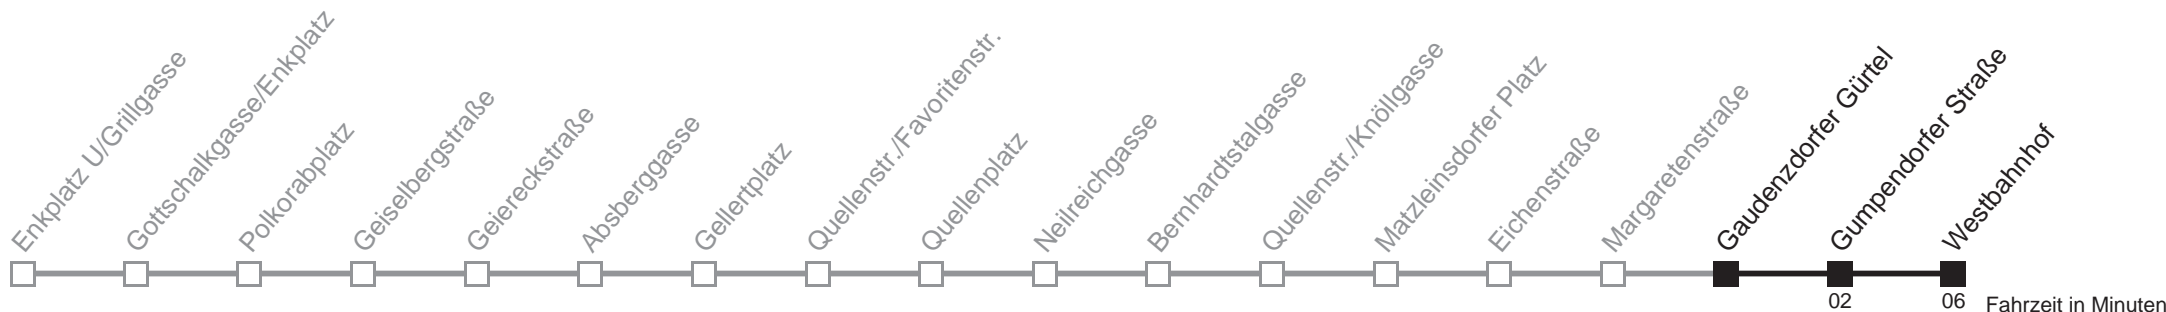 Enkplatz U/Grillgasse
Gottschalkgasse/Enkplatz
Polkorabplatz
Geiselbergstraße
Geiereckstraße
Absberggasse
Gellertplatz
Quellenstr./Favoritenstr.
Quellenplatz
Neilreichgasse
Bernhardtstalgasse
Quellenstr./Knöllgasse
Matzleinsdorfer Platz
Eichenstraße
Margaretenstraße
Gaudenzdorfer Gürtel
Gumpendorfer Straße
Westbahnhof
02
06
Fahrzeit in Minuten